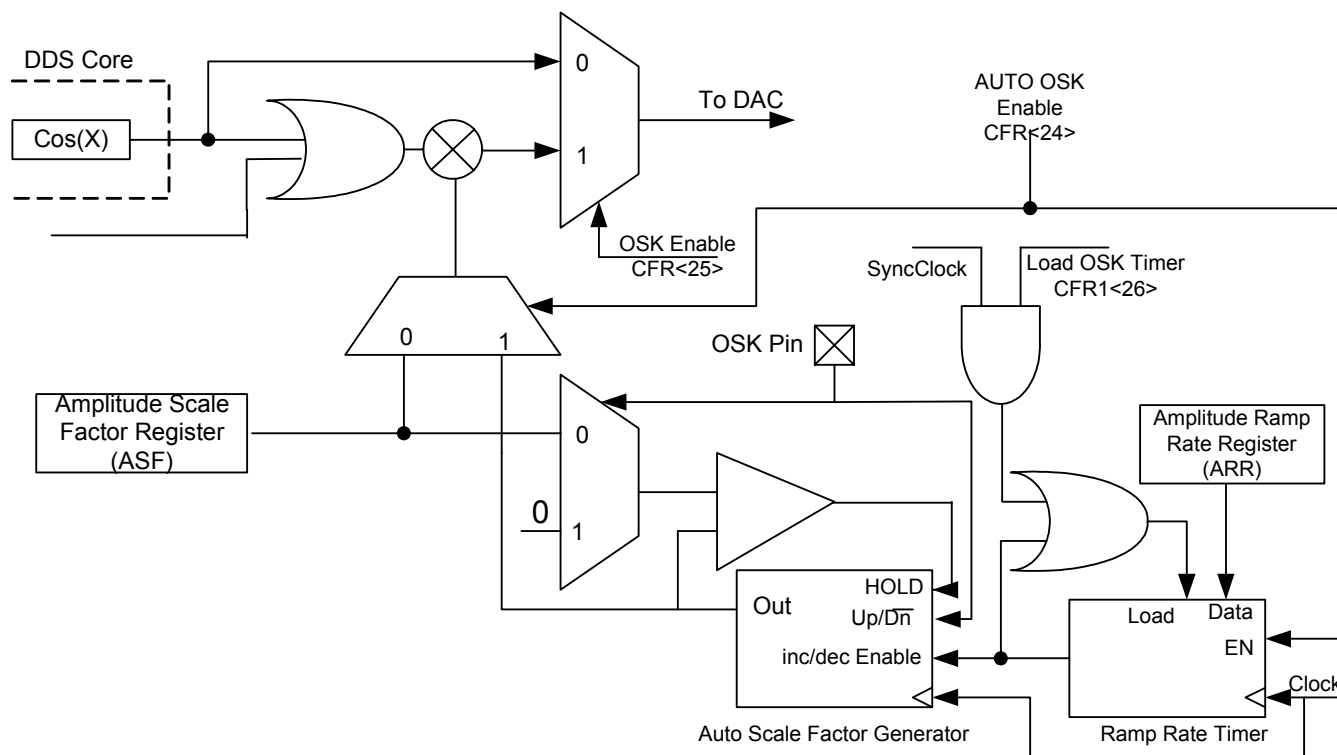 DDS Core
Cos(X)
0
1
To DAC
OSK Enable
CFR<25>
AUTO OSK
Enable
CFR<24>
SyncClock
Load OSK Timer
CFR1<26>
0
1
OSK Pin
Amplitude Scale
Factor Register
(ASF)
0
0
1
Amplitude Ramp
Rate Register
(ARR)
Out
HOLD
Up/Dn
inc/dec Enable
Auto Scale Factor Generator
Load
Data
EN
Clock
Ramp Rate Timer